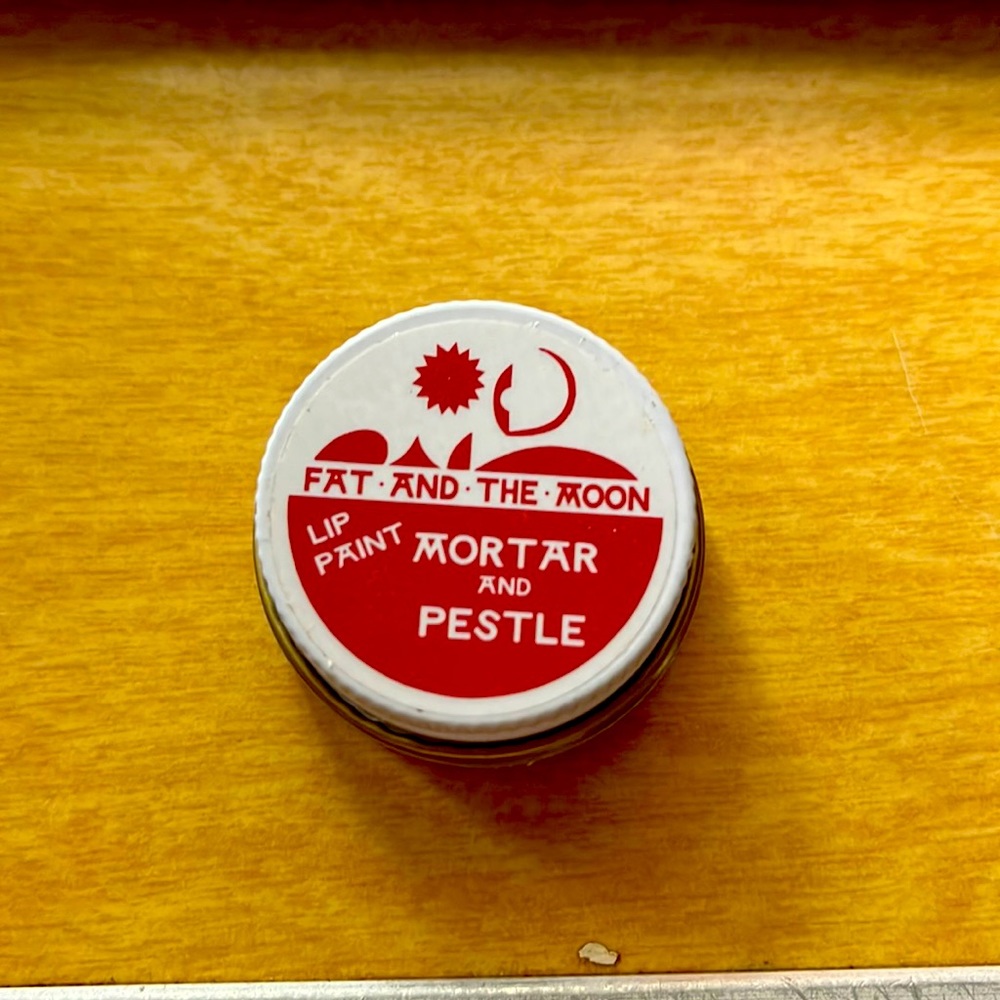 FAT · AND · THE · MOON
LIP
PAINT
MORTAR
AND
PESTLE